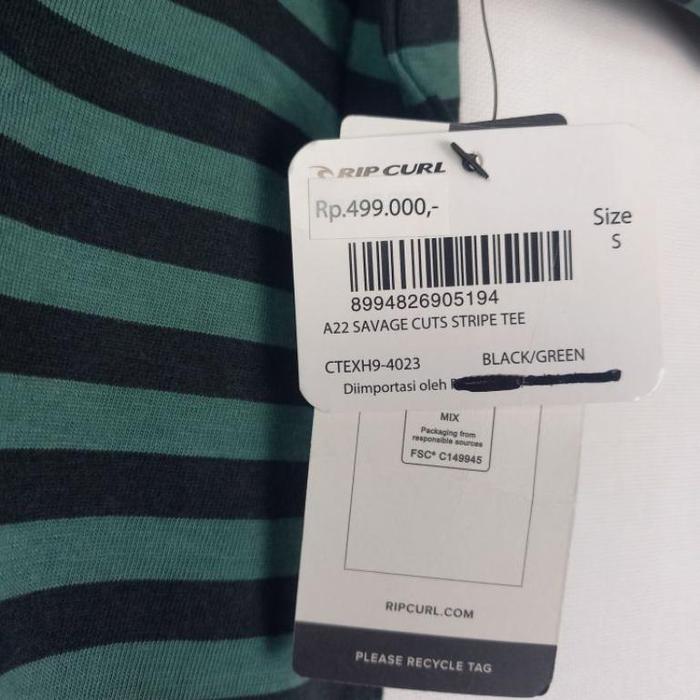 RIP CURL
Rp.499.000,-
Size
S
8994826905194
A22 SAVAGE CUTS STRIPE TEE
CTEXH9-4023 BLACK/GREEN
Diimportasi oleh
MIX
Packaging from
responsible sources
FSC® C149945
RIPCURL.COM
PLEASE RECYCLE TAG